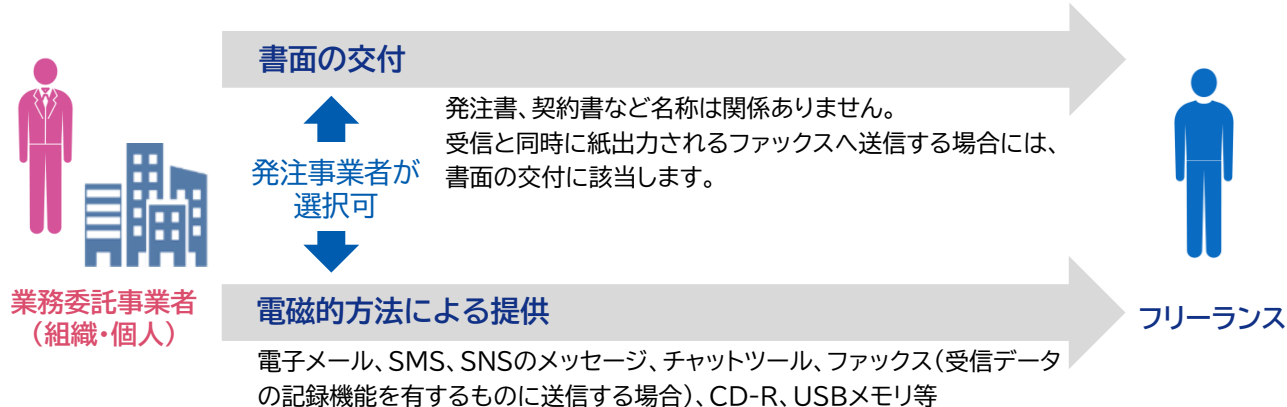 書面の交付
発注書、契約書など名称は関係ありません。
受信と同時に紙出力されるファックスへ送信する場合には、
書面の交付に該当します。
発注事業者が
選択可
業務委託事業者
（組織・個人）
電磁的方法による提供
フリーランス
電子メール、SMS、SNSのメッセージ、チャットツール、ファックス（受信データ
の記録機能を有するものに送信する場合）、CD-R、USBメモリ等